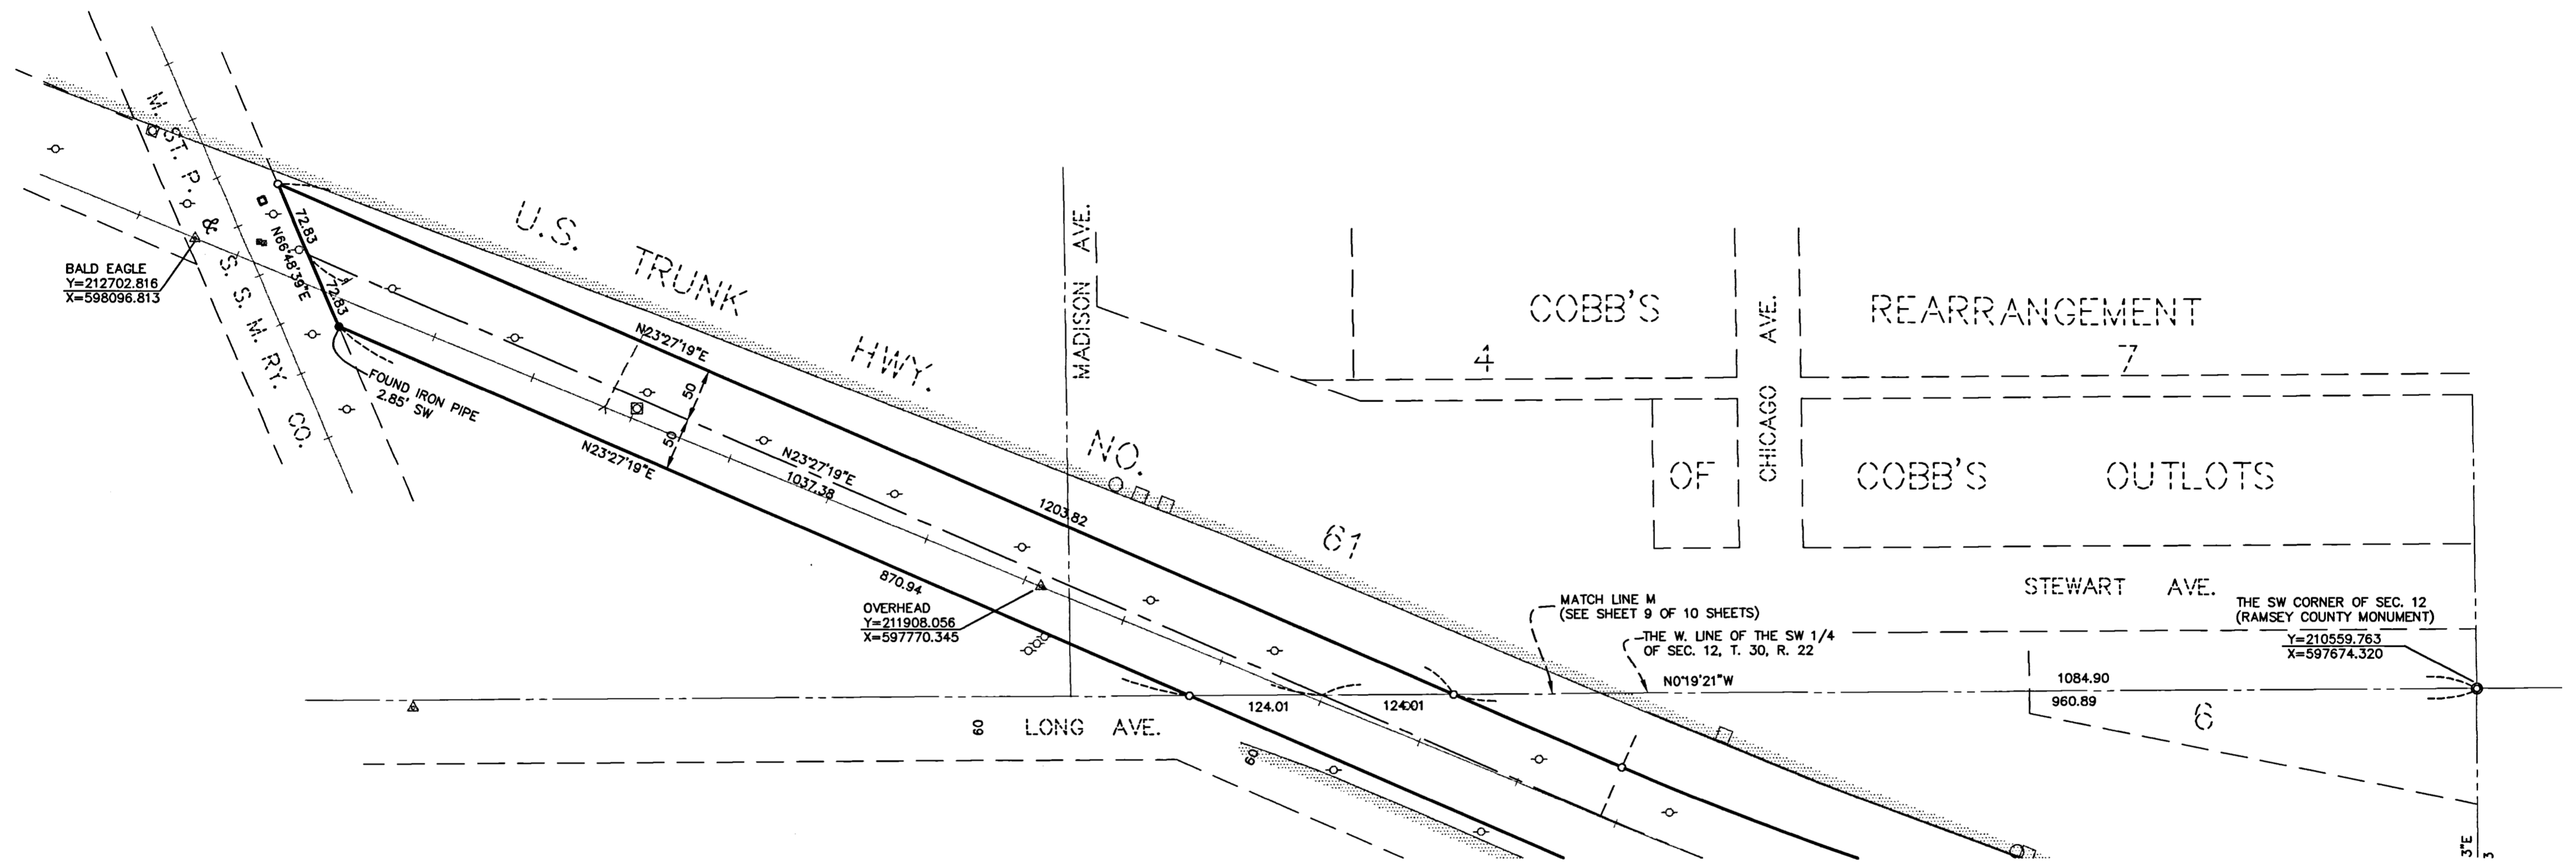 M. ST. P. & S. S. M. RY. CO.
BALD EAGLE
Y=212702.816
X=598096.813
72.83
N66°48'39"E
72.83
FOUND IRON PIPE
2.85' SW
U.S. TRUNK HWY. NO. 61
N23°27'19"E
50
50
N23°27'19"E
N23°27'19"E
1037.38
1203.82
870.94
MADISON AVE.
OVERHEAD
Y=211908.056
X=597770.345
60 LONG AVE.
60
124.01
COBB'S
REARRANGEMENT
4
7
CHICAGO AVE.
OF
COBB'S OUTLOTS
STEWART AVE.
MATCH LINE M
(SEE SHEET 9 OF 10 SHEETS)
THE W. LINE OF THE SW 1/4
OF SEC. 12, T. 30, R. 22
N0°19'21"W
1084.90
960.89
6
THE SW CORNER OF SEC. 12
(RAMSEY COUNTY MONUMENT)
Y=210559.763
X=597674.320
3"E
3